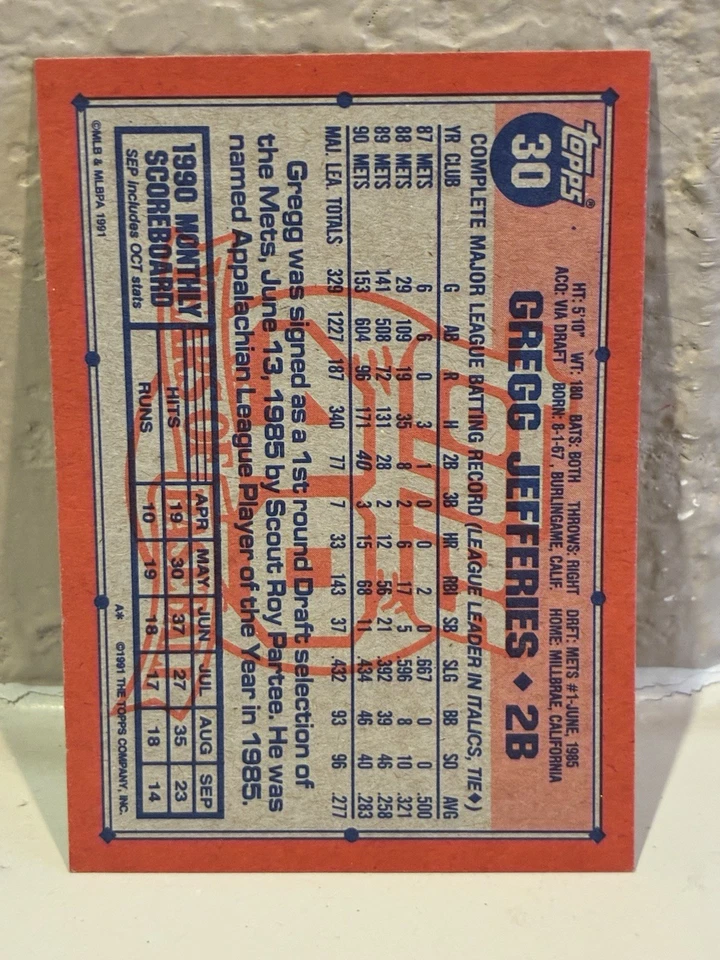 topps®
30
HT: 5'10" WT: 180 BATS: BOTH THROWS: RIGHT DRFT: METS #1-JUNE, 1985
ACQ: VIA DRAFT BORN: 8-1-67, BURLINGAME, CALIF. HOME: MILLBRAE, CALIFORNIA
GREGG JEFFERIES ♦ 2B
COMPLETE MAJOR LEAGUE BATTING RECORD (LEAGUE LEADER IN ITALICS, TIE♦)
YR CLUB G AB R H 2B 3B HR RBI SB SLG BB SO AVG
87 METS 6 6 0 3 1 0 0 2 0 .667 0 0 .500
88 METS 29 109 19 35 8 2 6 17 5 .596 8 10 .321
89 METS 141 508 72 131 28 2 12 56 21 .392 39 46 .258
90 METS 153 604 96 171 40 3 15 68 11 .434 46 40 .283
MAJ. LEA. TOTALS 329 1227 187 340 77 7 33 143 37 .432 93 96 .277
Gregg was signed as a 1st round Draft selection of
the Mets, June 13, 1985 by Scout Roy Partee. He was
named Appalachian League Player of the Year in 1985.
1990 MONTHLY
SCOREBOARD
SEP includes OCT stats
APR MAY JUN JUL AUG SEP
HITS 19 30 37 27 35 23
RUNS 10 19 18 17 18 14
©MLB & MLBPA 1991
A* ©1991 THE TOPPS COMPANY, INC.